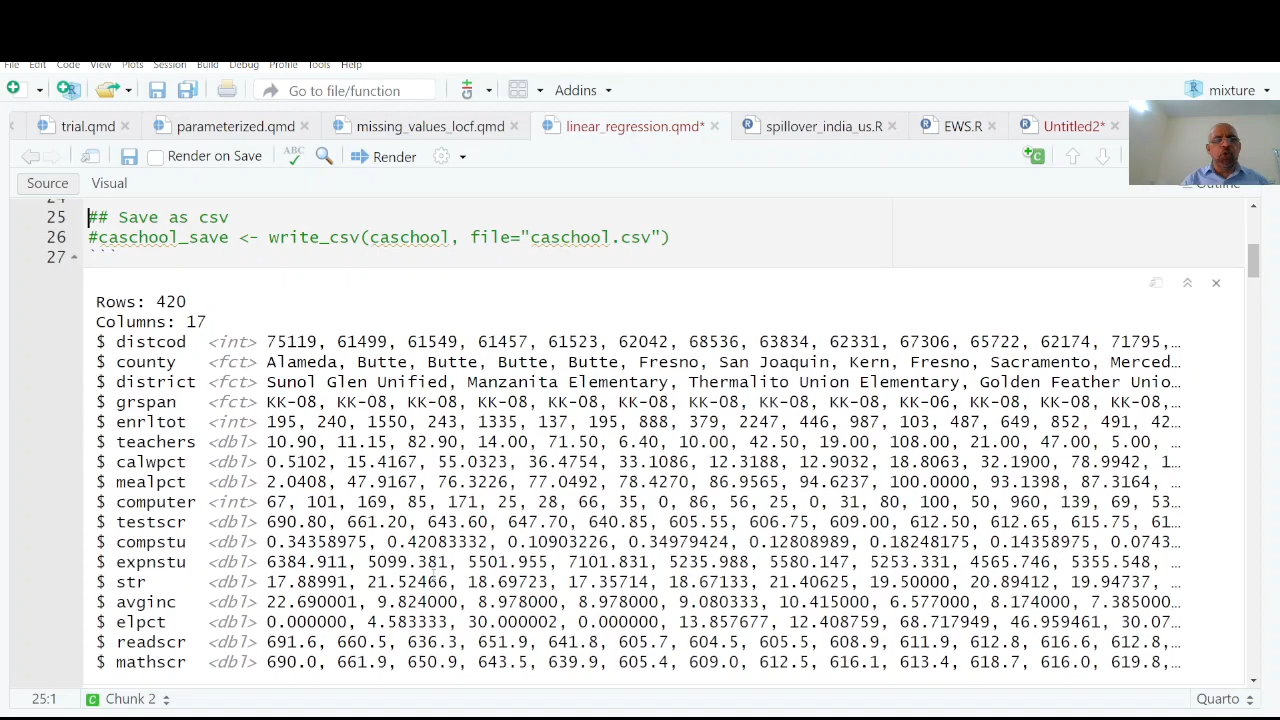 File Edit Code View Plots Session Build Debug Profile Tools Help
Go to file/function Addins mixture
trial.qmd parameterized.qmd missing_values_locf.qmd linear_regression.qmd* spillover_india_us.R EWS.R Untitled2*
Render on Save ABC Render
Source Visual Outline
24
25 ## Save as csv
26 #caschool_save <- write_csv(caschool, file="caschool.csv")
27 ```
Rows: 420
Columns: 17
$ distcod <int> 75119, 61499, 61549, 61457, 61523, 62042, 68536, 63834, 62331, 67306, 65722, 62174, 71795,…
$ county <fct> Alameda, Butte, Butte, Butte, Butte, Fresno, San Joaquin, Kern, Fresno, Sacramento, Merced…
$ district <fct> Sunol Glen Unified, Manzanita Elementary, Thermalito Union Elementary, Golden Feather Unio…
$ grspan <fct> KK-08, KK-08, KK-08, KK-08, KK-08, KK-08, KK-08, KK-08, KK-08, KK-06, KK-08, KK-08, KK-08,…
$ enrltot <int> 195, 240, 1550, 243, 1335, 137, 195, 888, 379, 2247, 446, 987, 103, 487, 649, 852, 491, 42…
$ teachers <dbl> 10.90, 11.15, 82.90, 14.00, 71.50, 6.40, 10.00, 42.50, 19.00, 108.00, 21.00, 47.00, 5.00, …
$ calwpct <dbl> 0.5102, 15.4167, 55.0323, 36.4754, 33.1086, 12.3188, 12.9032, 18.8063, 32.1900, 78.9942, 1…
$ mealpct <dbl> 2.0408, 47.9167, 76.3226, 77.0492, 78.4270, 86.9565, 94.6237, 100.0000, 93.1398, 87.3164, …
$ computer <int> 67, 101, 169, 85, 171, 25, 28, 66, 35, 0, 86, 56, 25, 0, 31, 80, 100, 50, 960, 139, 69, 53…
$ testscr <dbl> 690.80, 661.20, 643.60, 647.70, 640.85, 605.55, 606.75, 609.00, 612.50, 612.65, 615.75, 61…
$ compstu <dbl> 0.34358975, 0.42083332, 0.10903226, 0.34979424, 0.12808989, 0.18248175, 0.14358975, 0.0743…
$ expnstu <dbl> 6384.911, 5099.381, 5501.955, 7101.831, 5235.988, 5580.147, 5253.331, 4565.746, 5355.548, …
$ str <dbl> 17.88991, 21.52466, 18.69723, 17.35714, 18.67133, 21.40625, 19.50000, 20.89412, 19.94737, …
$ avginc <dbl> 22.690001, 9.824000, 8.978000, 8.978000, 9.080333, 10.415000, 6.577000, 8.174000, 7.385000…
$ elpct <dbl> 0.000000, 4.583333, 30.000002, 0.000000, 13.857677, 12.408759, 68.717949, 46.959461, 30.07…
$ readscr <dbl> 691.6, 660.5, 636.3, 651.9, 641.8, 605.7, 604.5, 605.5, 608.9, 611.9, 612.8, 616.6, 612.8,…
$ mathscr <dbl> 690.0, 661.9, 650.9, 643.5, 639.9, 605.4, 609.0, 612.5, 616.1, 613.4, 618.7, 616.0, 619.8,…
25:1 Chunk 2 Quarto